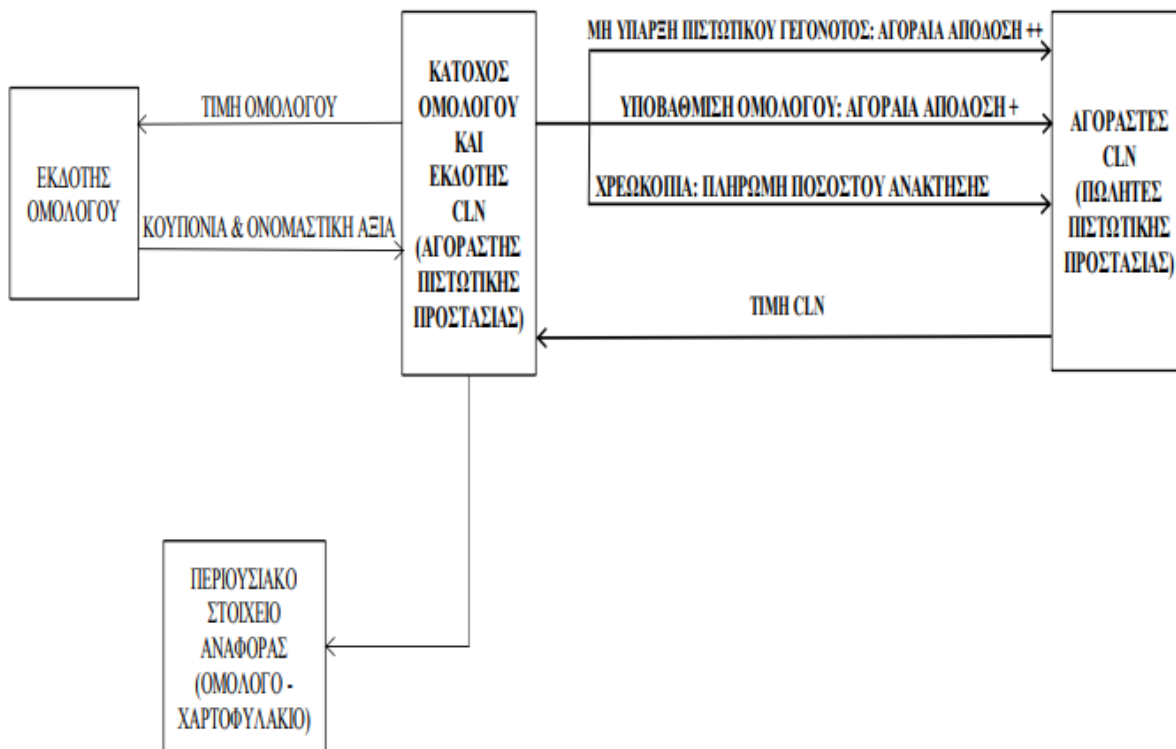 ΕΚΔΟΤΗΣ
ΟΜΟΛΟΓΟΥ
ΤΙΜΗ ΟΜΟΛΟΓΟΥ
ΚΟΥΠΟΝΙΑ & ΟΝΟΜΑΣΤΙΚΗ ΑΞΙΑ
ΚΑΤΟΧΟΣ
ΟΜΟΛΟΓΟΥ
ΚΑΙ
ΕΚΔΟΤΗΣ
CLN
(ΑΓΟΡΑΣΤΗΣ
ΠΙΣΤΩΤΙΚΗΣ
ΠΡΟΣΤΑΣΙΑΣ)
ΜΗ ΥΠΑΡΞΗ ΠΙΣΤΩΤΙΚΟΥ ΓΕΓΟΝΟΤΟΣ: ΑΓΟΡΑΙΑ ΑΠΟΔΟΣΗ ++
ΥΠΟΒΑΘΜΙΣΗ ΟΜΟΛΟΓΟΥ: ΑΓΟΡΑΙΑ ΑΠΟΔΟΣΗ +
ΧΡΕΩΚΟΠΙΑ: ΠΛΗΡΩΜΗ ΠΟΣΟΣΤΟΥ ΑΝΑΚΤΗΣΗΣ
ΤΙΜΗ CLN
ΑΓΟΡΑΣΤΕΣ
CLN
(ΠΩΛΗΤΕΣ
ΠΙΣΤΩΤΙΚΗΣ
ΠΡΟΣΤΑΣΙΑΣ)
ΠΕΡΙΟΥΣΙΑΚΟ
ΣΤΟΙΧΕΙΟ
ΑΝΑΦΟΡΑΣ
(ΟΜΟΛΟΓΟ -
ΧΑΡΤΟΦΥΛΑΚΙΟ)